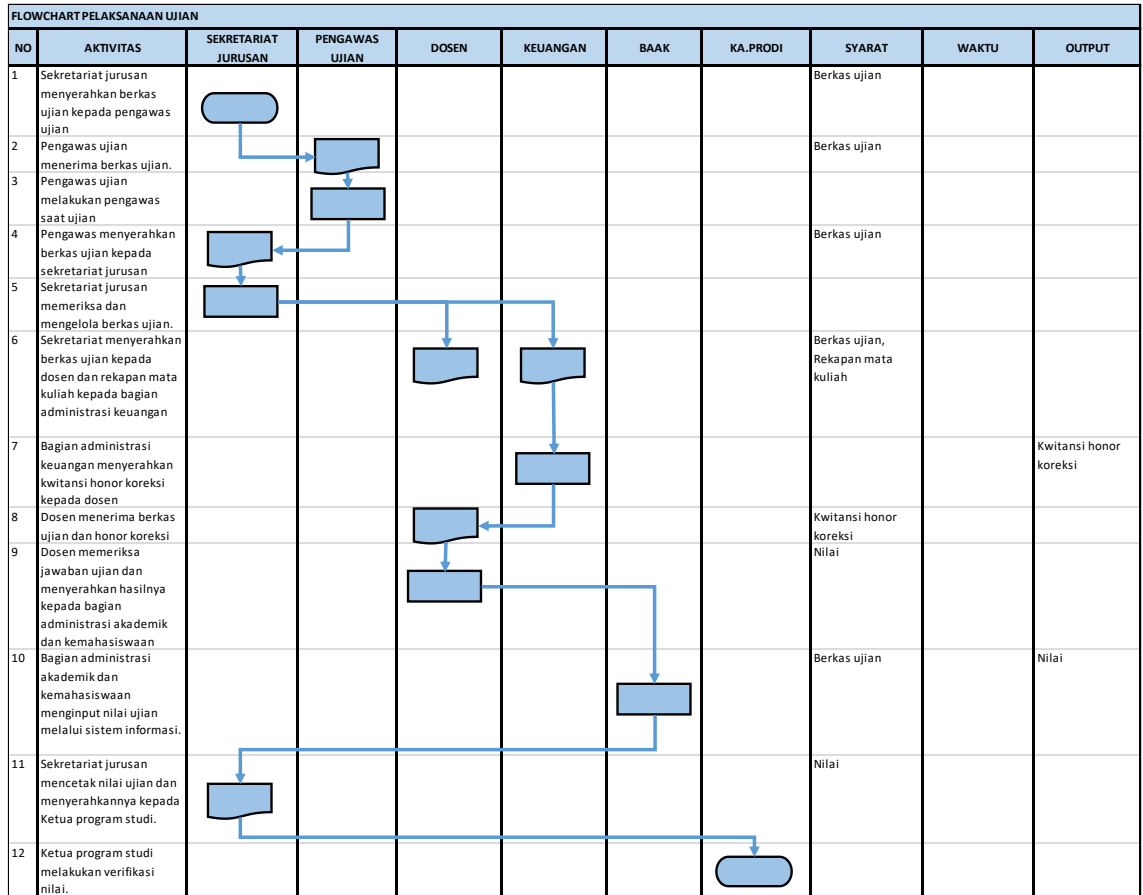 FLOWCHART PELAKSANAAN UJIAN
NO
AKTIVITAS
SEKRETARIAT
JURUSAN
PENGAWAS
UJIAN
DOSEN
KEUANGAN
BAAK
KA.PRODI
SYARAT
WAKTU
OUTPUT
1
Sekretariat jurusan
menyerahkan berkas
ujian kepada pengawas
ujian
Berkas ujian
2
Pengawas ujian
menerima berkas ujian.
Berkas ujian
3
Pengawas ujian
melakukan pengawas
saat ujian
4
Pengawas menyerahkan
berkas ujian kepada
sekretariat jurusan
Berkas ujian
5
Sekretariat jurusan
memeriksa dan
mengelola berkas ujian.
6
Sekretariat menyerahkan
berkas ujian kepada
dosen dan rekapan mata
kuliah kepada bagian
administrasi keuangan
Berkas ujian,
Rekapan mata
kuliah
7
Bagian administrasi
keuangan menyerahkan
kwitansi honor koreksi
kepada dosen
Kwitansi honor
koreksi
8
Dosen menerima berkas
ujian dan honor koreksi
Kwitansi honor
koreksi
9
Dosen memeriksa
jawaban ujian dan
menyerahkan hasilnya
kepada bagian
administrasi akademik
dan kemahasiswaan
Nilai
10
Bagian administrasi
akademik dan
kemahasiswaan
menginput nilai ujian
melalui sistem informasi.
Berkas ujian
Nilai
11
Sekretariat jurusan
mencetak nilai ujian dan
menyerahkannya kepada
Ketua program studi.
Nilai
12
Ketua program studi
melakukan verifikasi
nilai.